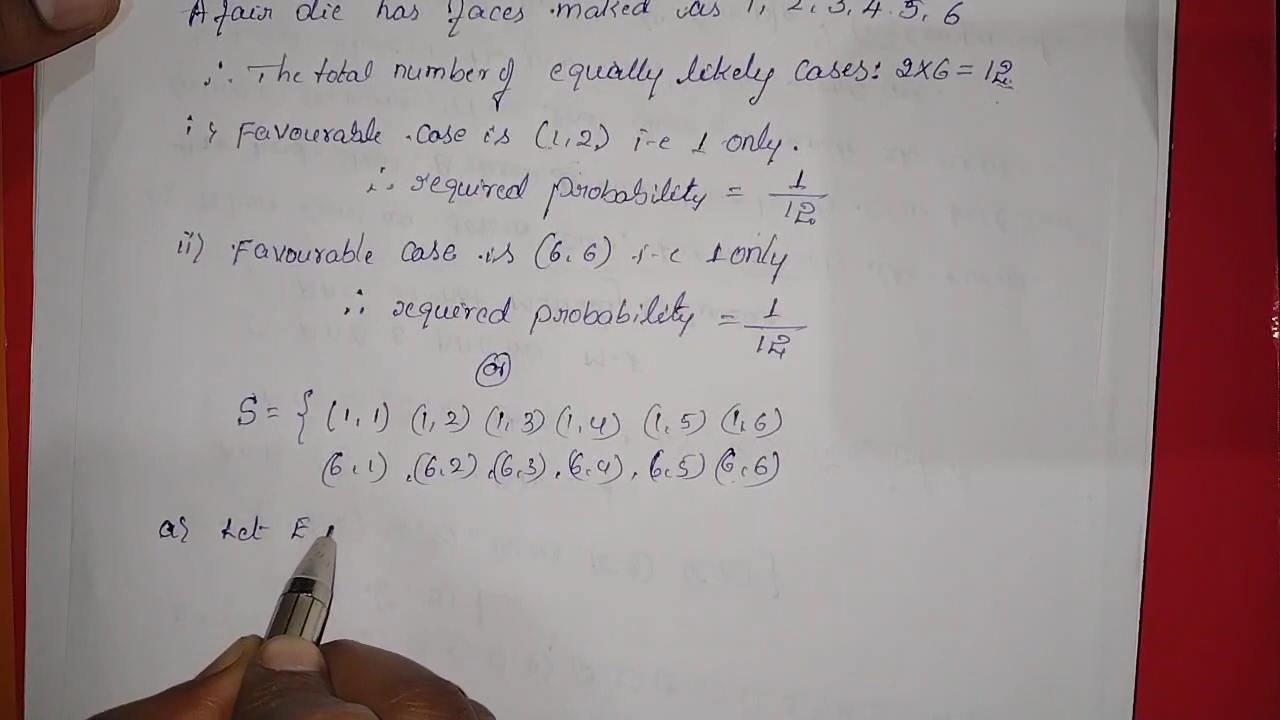 A fair die has faces maked as 1, 2, 3, 4. 5, 6
∴ The total number of equally likely cases: 2×6 = 12
i} Favourable case is (1,2) i-e 1 only.
∴ required probability = 1/12
ii) Favourable case is (6,6) i-e 1 only
∴ required probability = 1/12
or
S = { (1,1) (1,2) (1,3) (1,4) (1,5) (1,6)
(6,1) , (6,2) , (6,3) , (6,4) , (6,5) (6,6)
a} Let E